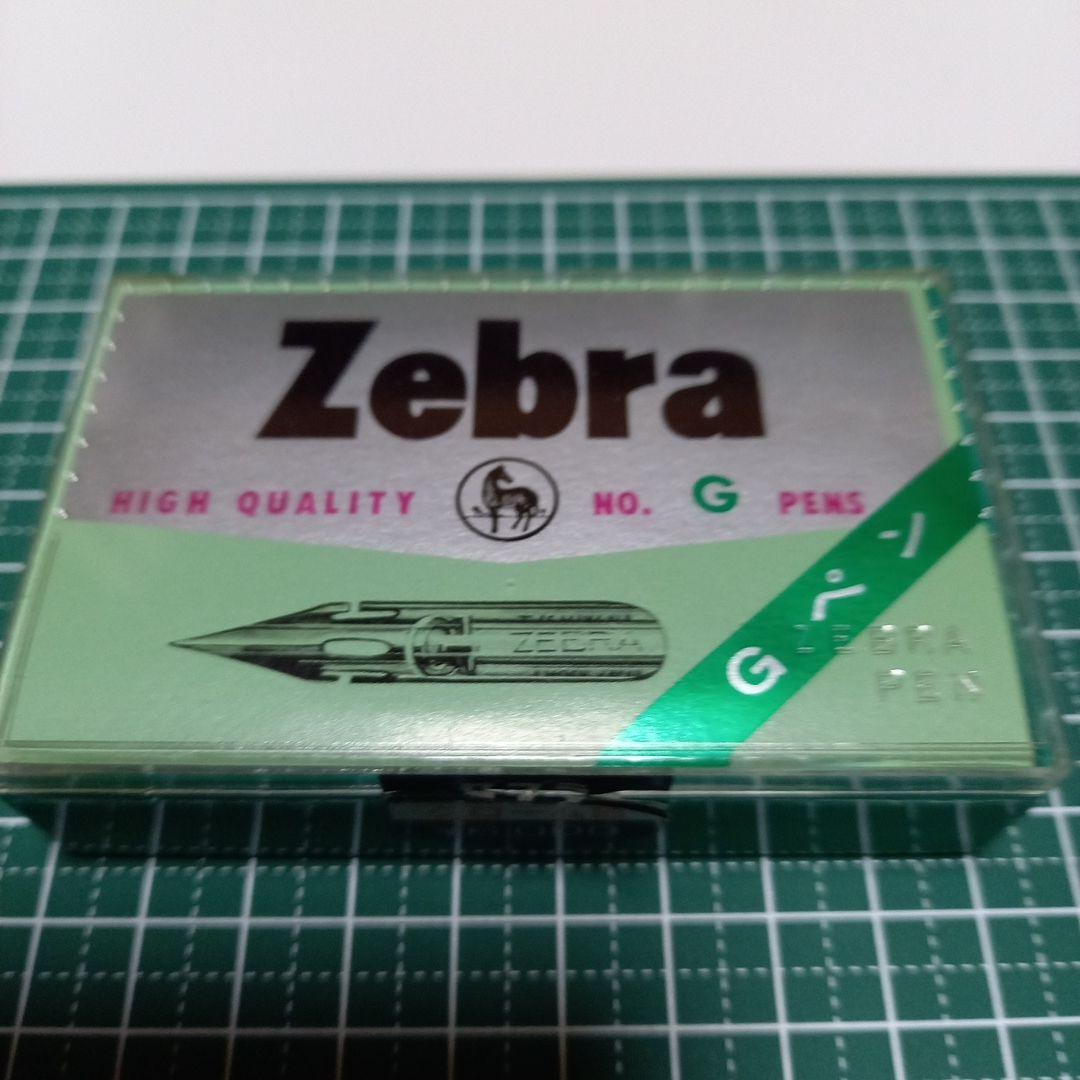 Zebra
HIGH QUALITY NO. G PENS
ZEBRA
Gペン
ZEBRA
PEN